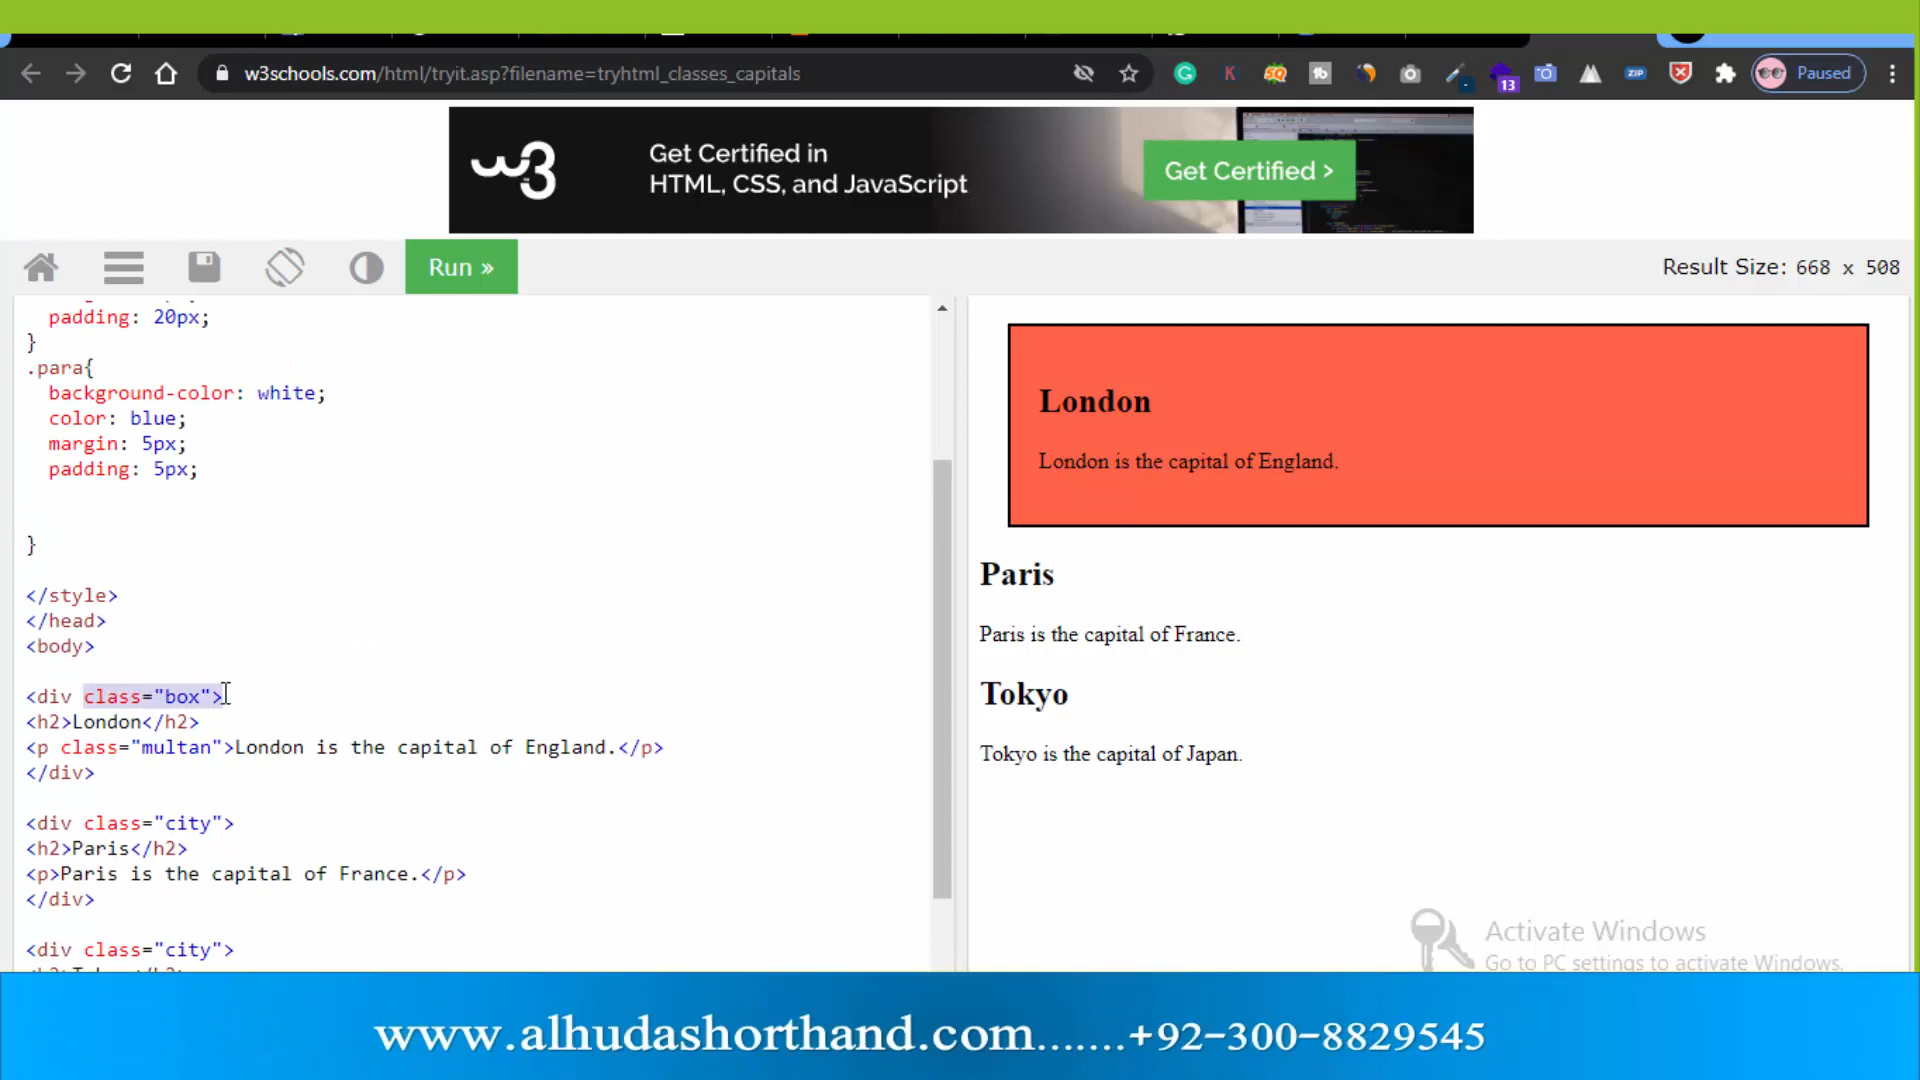 w3schools.com/html/tryit.asp?filename=tryhtml_classes_capitals
13
ZIP
Paused
w3
Get Certified in
HTML, CSS, and JavaScript
Get Certified >
Run »
Result Size: 668 x 508
padding: 20px;
}
.para{
background-color: white;
color: blue;
margin: 5px;
padding: 5px;
}
</style>
</head>
<body>
<div class="box">
<h2>London</h2>
<p class="multan">London is the capital of England.</p>
</div>
<div class="city">
<h2>Paris</h2>
<p>Paris is the capital of France.</p>
</div>
<div class="city">
London
London is the capital of England.
Paris
Paris is the capital of France.
Tokyo
Tokyo is the capital of Japan.
Activate Windows
Go to PC settings to activate Windows.
www.alhudashorthand.com.......+92-300-8829545